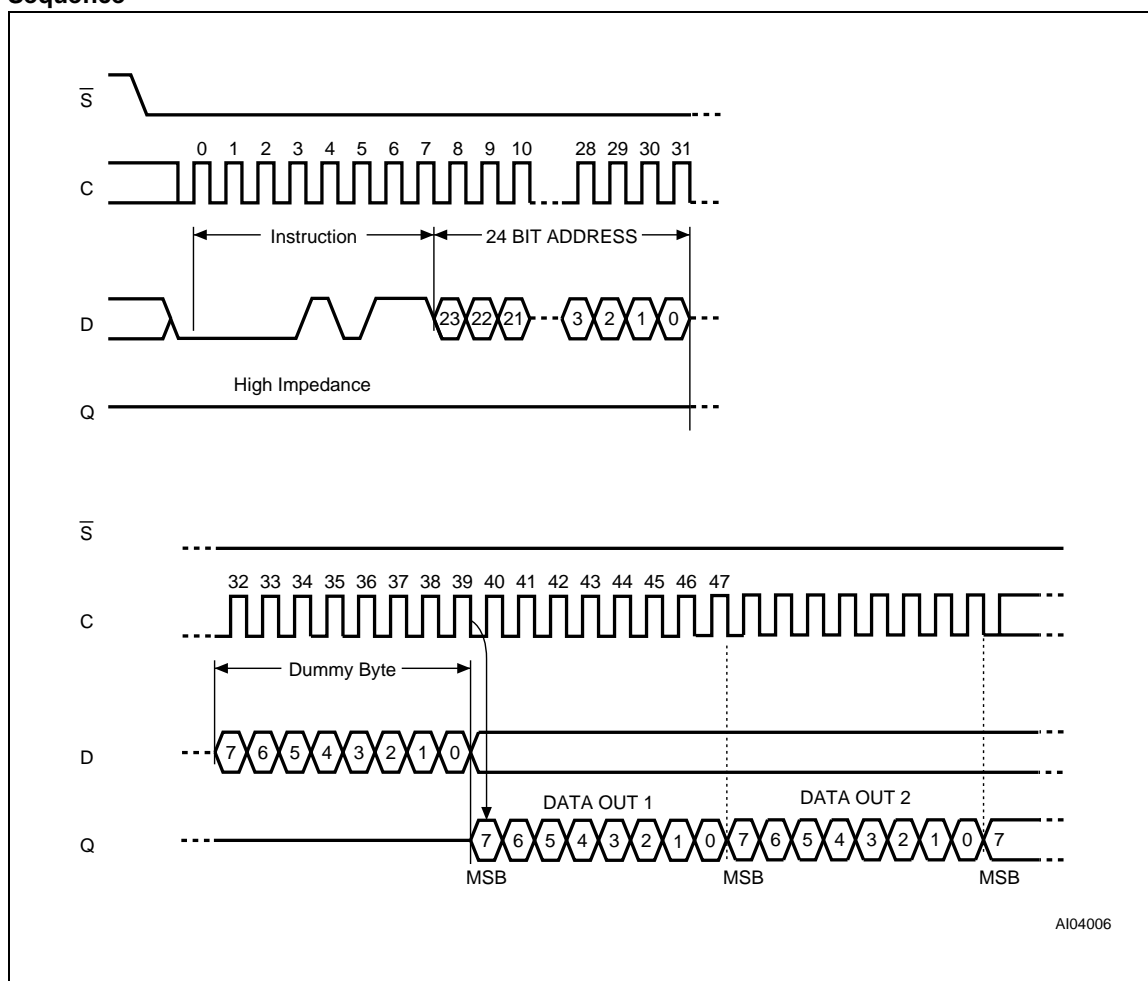 Sequence
S
0 1 2 3 4 5 6 7 8 9 10 28 29 30 31
C
Instruction 24 BIT ADDRESS
D 23 22 21 3 2 1 0
High Impedance
Q
S
32 33 34 35 36 37 38 39 40 41 42 43 44 45 46 47
C
Dummy Byte
D 7 6 5 4 3 2 1 0
DATA OUT 1 DATA OUT 2
Q 7 6 5 4 3 2 1 0 7 6 5 4 3 2 1 0 7
MSB MSB MSB
AI04006